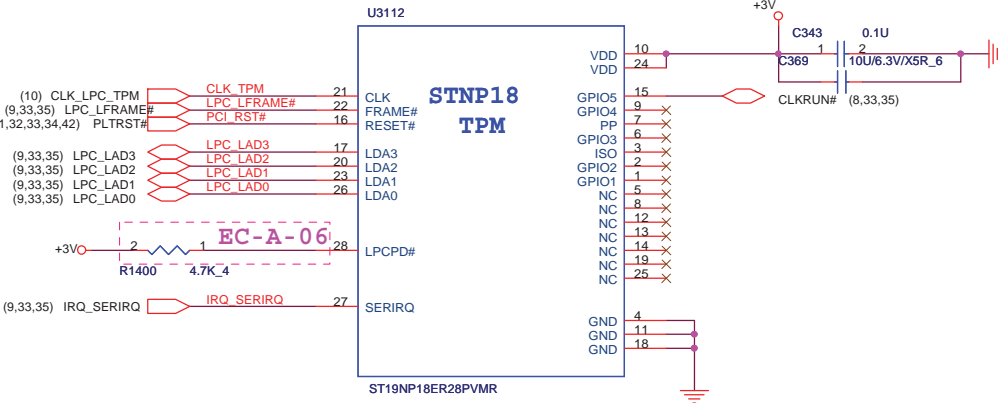 U3112
+3V
C343 0.1U
1 2
C369 10U/6.3V/X5R_6
VDD 10
VDD 24
(10) CLK_LPC_TPM CLK_TPM 21 CLK
(9,33,35) LPC_LFRAME# LPC_LFRAME# 22 FRAME#
1,32,33,34,42) PLTRST# PCI_RST# 16 RESET#
STNP18
TPM
GPIO5 15 CLKRUN# (8,33,35)
GPIO4 9
PP 7
GPIO3 6
ISO 3
GPIO2 2
GPIO1 1
NC 5
NC 8
NC 12
NC 13
NC 14
NC 19
NC 25
(9,33,35) LPC_LAD3 LPC_LAD3 17 LDA3
(9,33,35) LPC_LAD2 LPC_LAD2 20 LDA2
(9,33,35) LPC_LAD1 LPC_LAD1 23 LDA1
(9,33,35) LPC_LAD0 LPC_LAD0 26 LDA0
EC-A-06
+3V 2 1 28 LPCPD#
R1400 4.7K_4
(9,33,35) IRQ_SERIRQ IRQ_SERIRQ 27 SERIRQ
GND 4
GND 11
GND 18
ST19NP18ER28PVMR